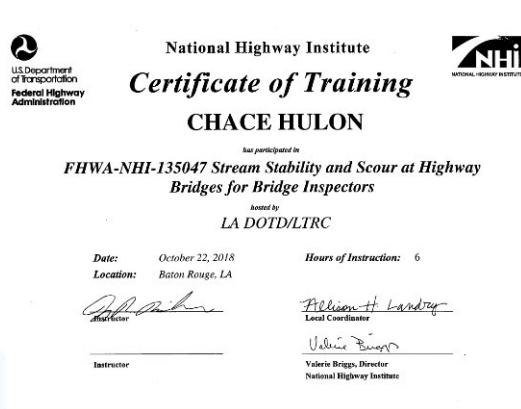 National Highway Institute
U.S. Department
of Transportation
Federal Highway
Administration
NHI
NATIONAL HIGHWAY INSTITUTE
Certificate of Training
CHACE HULON
has participated in
FHWA-NHI-135047 Stream Stability and Scour at Highway
Bridges for Bridge Inspectors
hosted by
LA DOTD/LTRC
Date: October 22, 2018 Hours of Instruction: 6
Location: Baton Rouge, LA
Instructor
Allison H. Landry
Local Coordinator
Valerie Briggs
Instructor
Valerie Briggs, Director
National Highway Institute